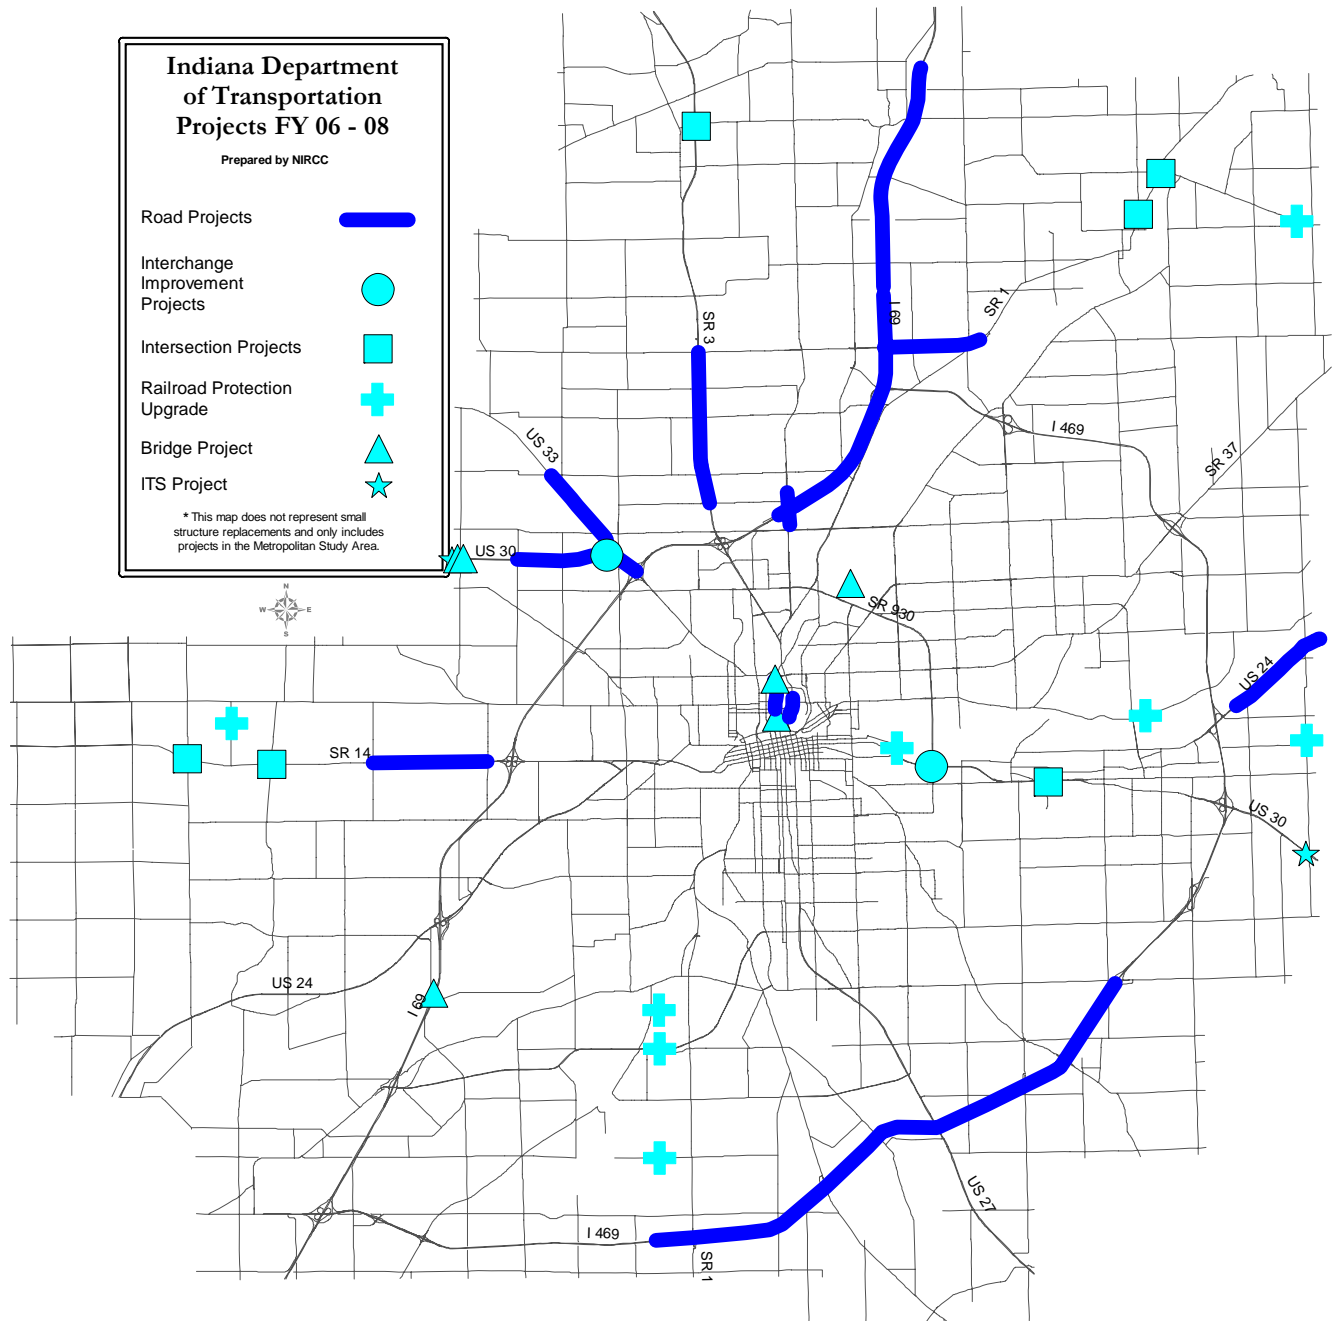 Indiana Department
of Transportation
Projects FY 06 - 08
Prepared by NIRCC
Road Projects
Interchange
Improvement
Projects
Intersection Projects
Railroad Protection
Upgrade
Bridge Project
ITS Project
* This map does not represent small
structure replacements and only includes
projects in the Metropolitan Study Area.
N
W
E
S
SR 3
I 69
SR 1
US 33
I 469
SR 37
US 30
SR 930
US 24
SR 14
US 30
US 24
I 69
US 27
I 469
SR 1